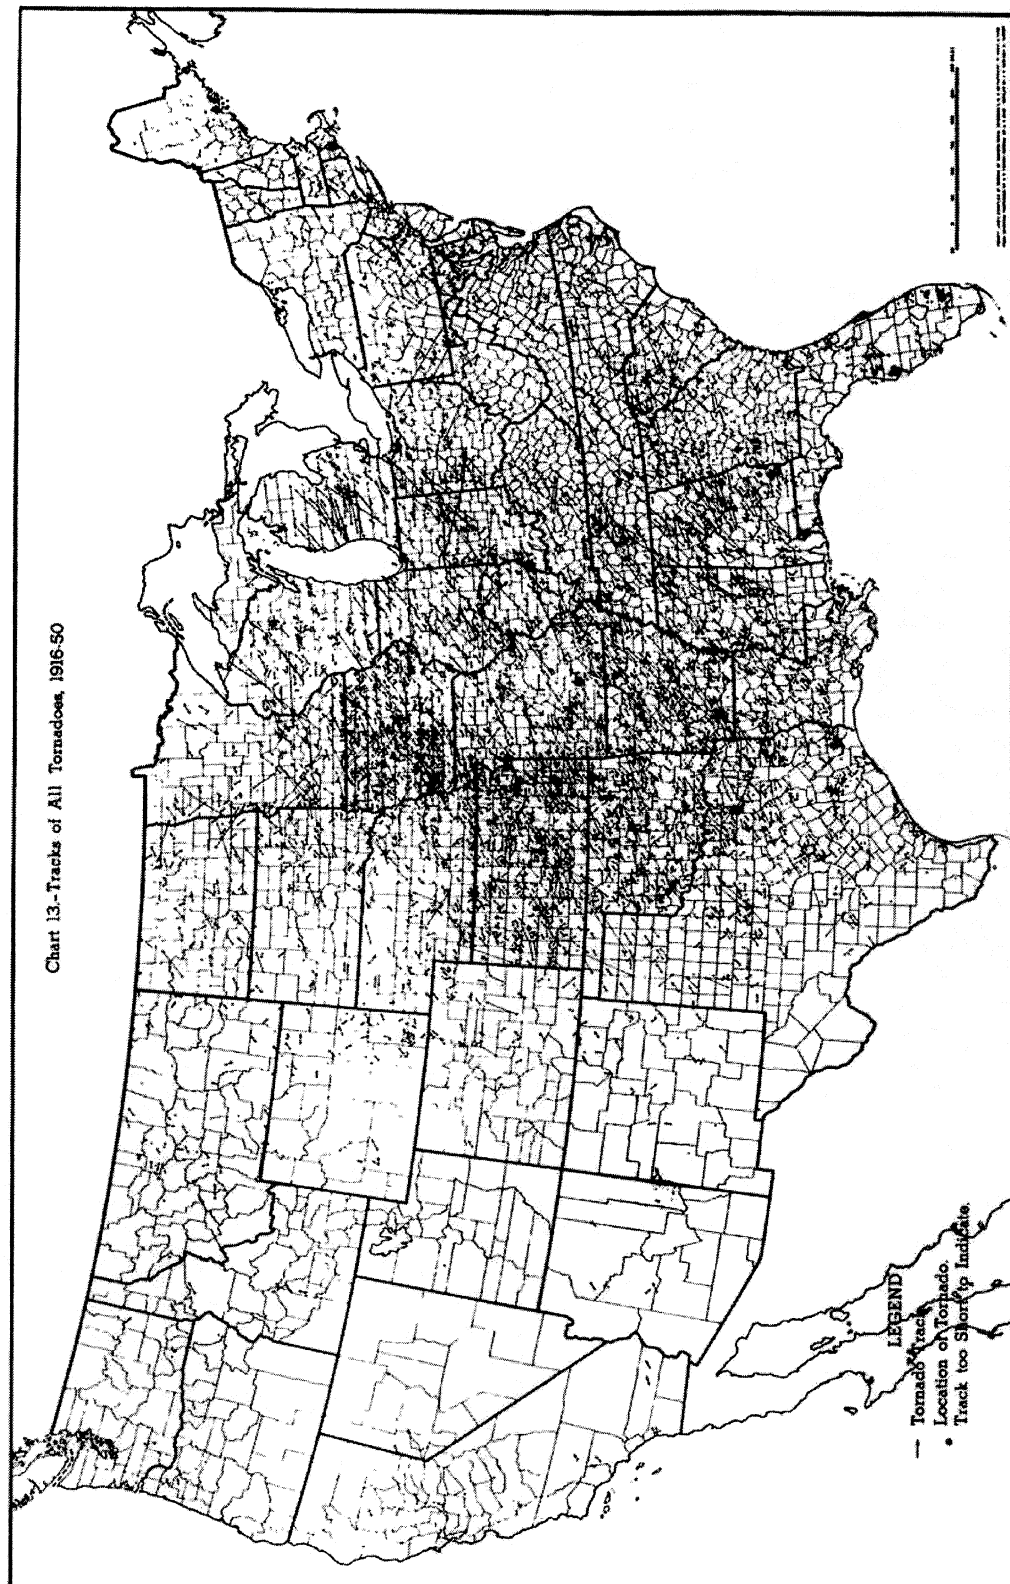 Chart 13.-Tracks of All Tornadoes, 1916-50
LEGEND
— Tornado Track.
• Location of Tornado.
• Track too Short to Indicate.